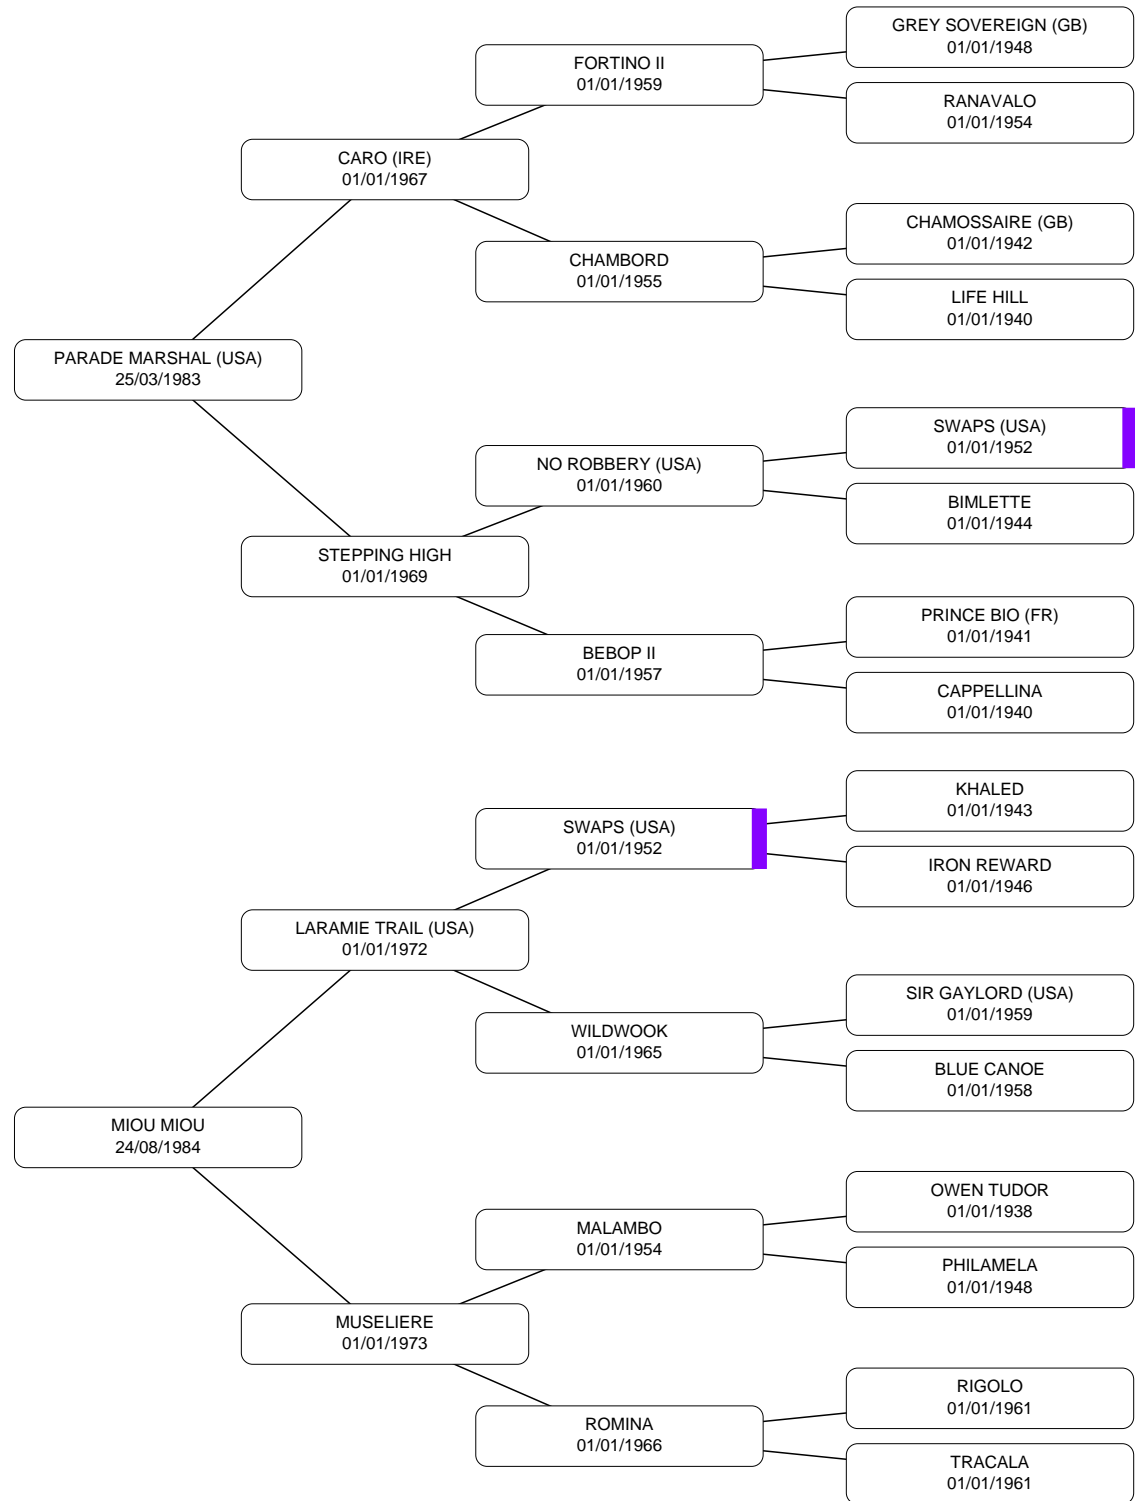 GREY SOVEREIGN (GB)
01/01/1948
FORTINO II
01/01/1959
RANAVALO
01/01/1954
CARO (IRE)
01/01/1967
CHAMOSSAIRE (GB)
01/01/1942
CHAMBORD
01/01/1955
LIFE HILL
01/01/1940
PARADE MARSHAL (USA)
25/03/1983
SWAPS (USA)
01/01/1952
NO ROBBERY (USA)
01/01/1960
BIMLETTE
01/01/1944
STEPPING HIGH
01/01/1969
PRINCE BIO (FR)
01/01/1941
BEBOP II
01/01/1957
CAPPELLINA
01/01/1940
KHALED
01/01/1943
SWAPS (USA)
01/01/1952
IRON REWARD
01/01/1946
LARAMIE TRAIL (USA)
01/01/1972
SIR GAYLORD (USA)
01/01/1959
WILDWOOK
01/01/1965
BLUE CANOE
01/01/1958
MIOU MIOU
24/08/1984
OWEN TUDOR
01/01/1938
MALAMBO
01/01/1954
PHILAMELA
01/01/1948
MUSELIERE
01/01/1973
RIGOLO
01/01/1961
ROMINA
01/01/1966
TRACALA
01/01/1961